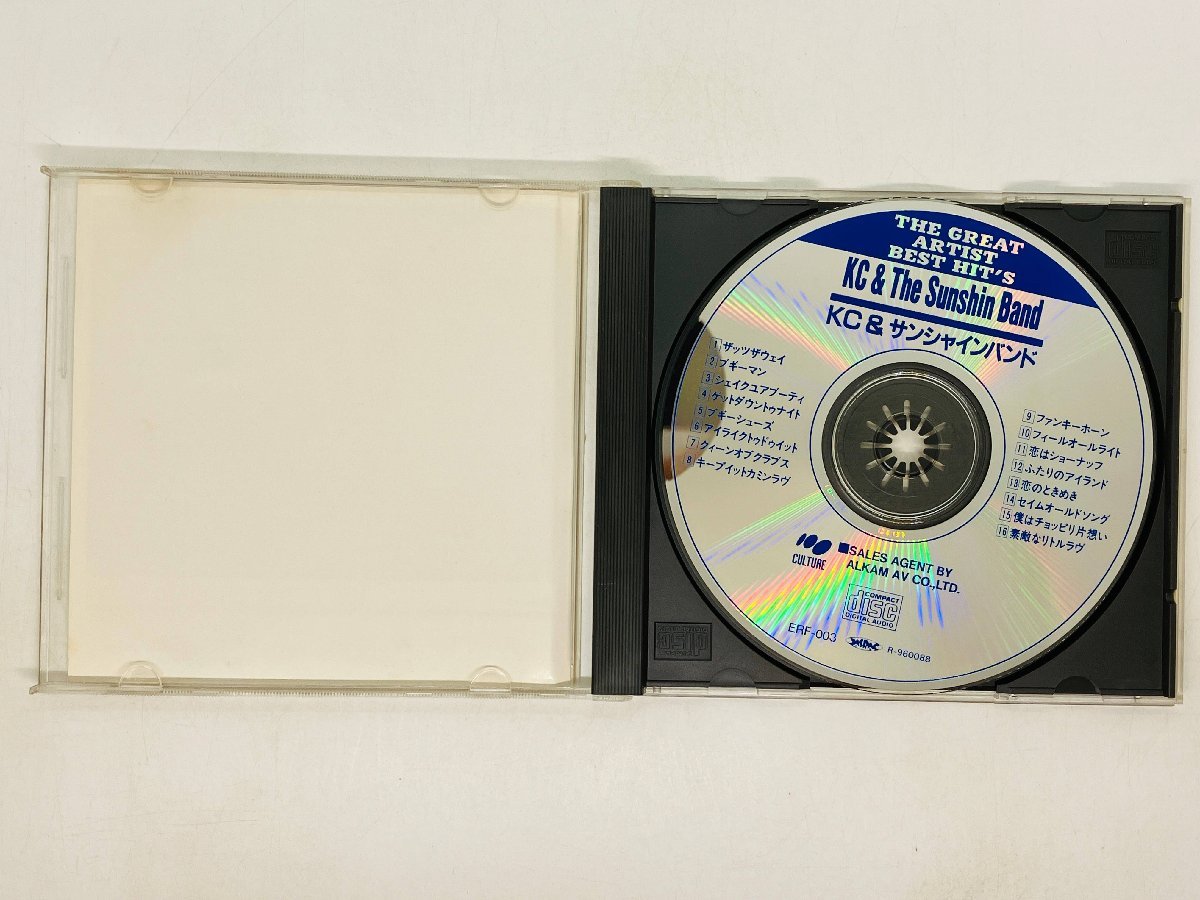 THE GREAT
ARTIST
BEST HIT'S
KC & The Sunshin Band
KC & サンシャインバンド
1 ザッツザウェイ
2 ブギーマン
3 シェイクユアブーティ
4 ゲットダウントゥナイト
5 ブギーシューズ
6 アイライクトゥドゥイット
7 クィーンオブクラブス
8 キープイットカミンラヴ
9 ファンキーホーン
10 フィールオールライト
11 恋はショーナッフ
12 ふたりのアイランド
13 恋のときめき
14 セイムオールドソング
15 僕はチョッピリ片想い
16 素敵なリトルラヴ
CULTURE
■SALES AGENT BY
ALKAM AV CO.,LTD.
COMPACT
disc
DIGITAL AUDIO
ERF-003
R-960068